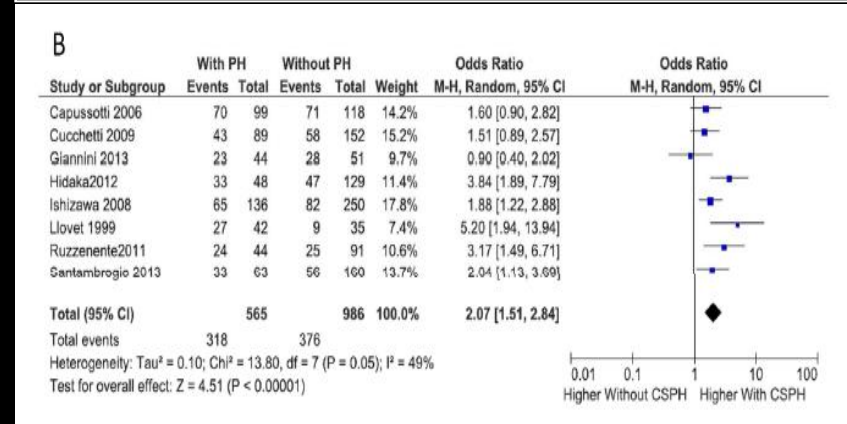 B
With PH Without PH Odds Ratio Odds Ratio
Study or Subgroup Events Total Events Total Weight M-H, Random, 95% CI M-H, Random, 95% CI
Capussotti 2006 70 99 71 118 14.2% 1.60 [0.90, 2.82]
Cucchetti 2009 43 89 58 152 15.2% 1.51 [0.89, 2.57]
Giannini 2013 23 44 28 51 9.7% 0.90 [0.40, 2.02]
Hidaka2012 33 48 47 129 11.4% 3.84 [1.89, 7.79]
Ishizawa 2008 65 136 82 250 17.8% 1.88 [1.22, 2.88]
Llovet 1999 27 42 9 35 7.4% 5.20 [1.94, 13.94]
Ruzzenente2011 24 44 25 91 10.6% 3.17 [1.49, 6.71]
Santambrogio 2013 33 63 56 160 13.7% 2.04 [1.13, 3.69]
Total (95% CI) 565 986 100.0% 2.07 [1.51, 2.84]
Total events 318 376
Heterogeneity: Tau² = 0.10; Chi² = 13.80, df = 7 (P = 0.05); I² = 49%
Test for overall effect: Z = 4.51 (P < 0.00001)
0.01 0.1 1 10 100
Higher Without CSPH Higher With CSPH